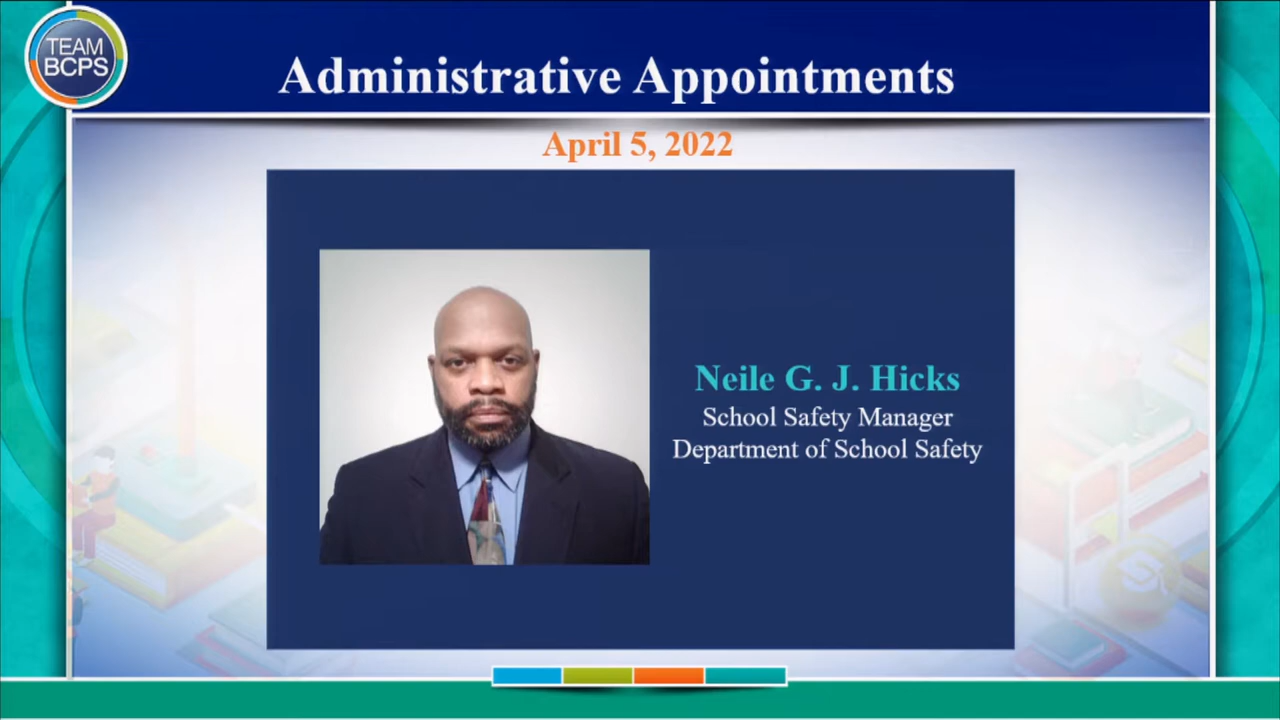 TEAM
BCPS
Administrative Appointments
April 5, 2022
Neile G. J. Hicks
School Safety Manager
Department of School Safety